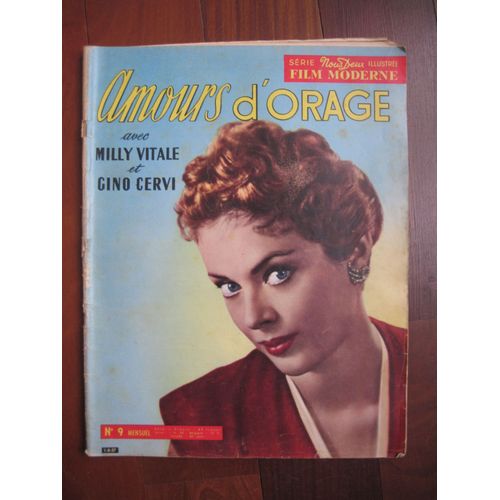 SÉRIE Nous Deux ILLUSTRÉE
FILM MODERNE
Amours d'ORAGE
avec
MILLY VITALE
et
GINO CERVI
N° 9 MENSUEL